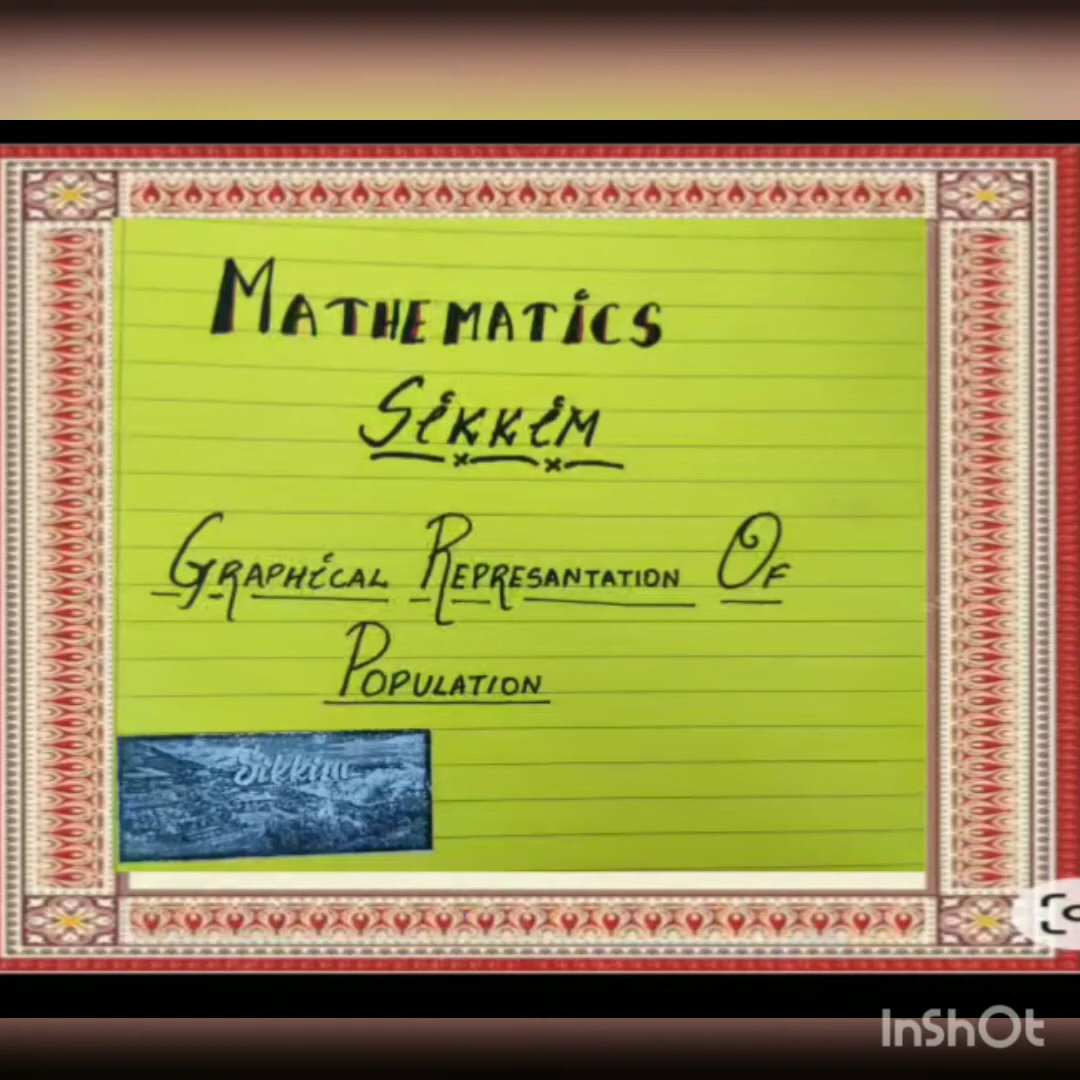 MATHEMATICS
SIKKIM
GRAPHICAL REPRESANTATION OF
POPULATION
Sikkim
InShOt